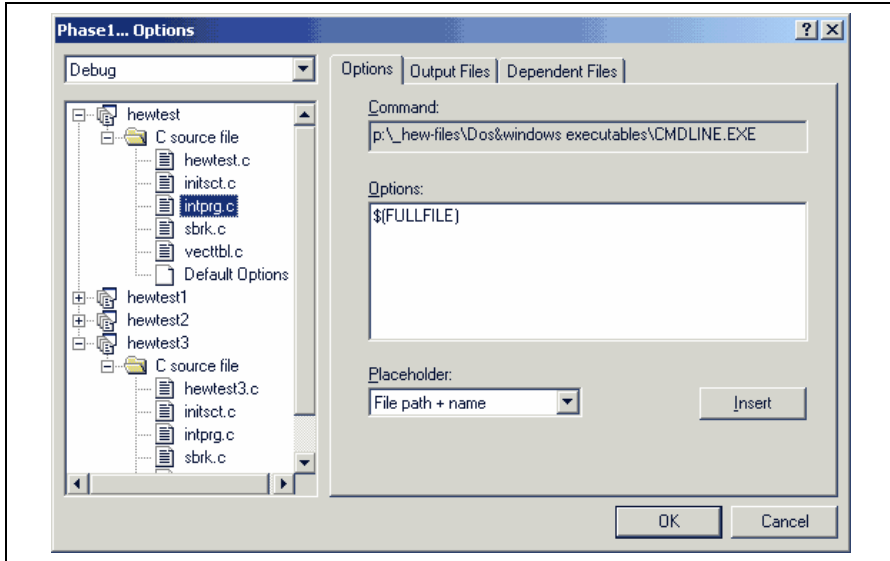 Phase1... Options
Debug
hewtest
C source file
hewtest.c
initsct.c
intprg.c
sbrk.c
vecttbl.c
Default Options
hewtest1
hewtest2
hewtest3
C source file
hewtest3.c
initsct.c
intprg.c
sbrk.c
Options Output Files Dependent Files
Command:
p:\_hew-files\Dos&windows executables\CMDLINE.EXE
Options:
$(FULLFILE)
Placeholder:
File path + name
Insert
OK Cancel